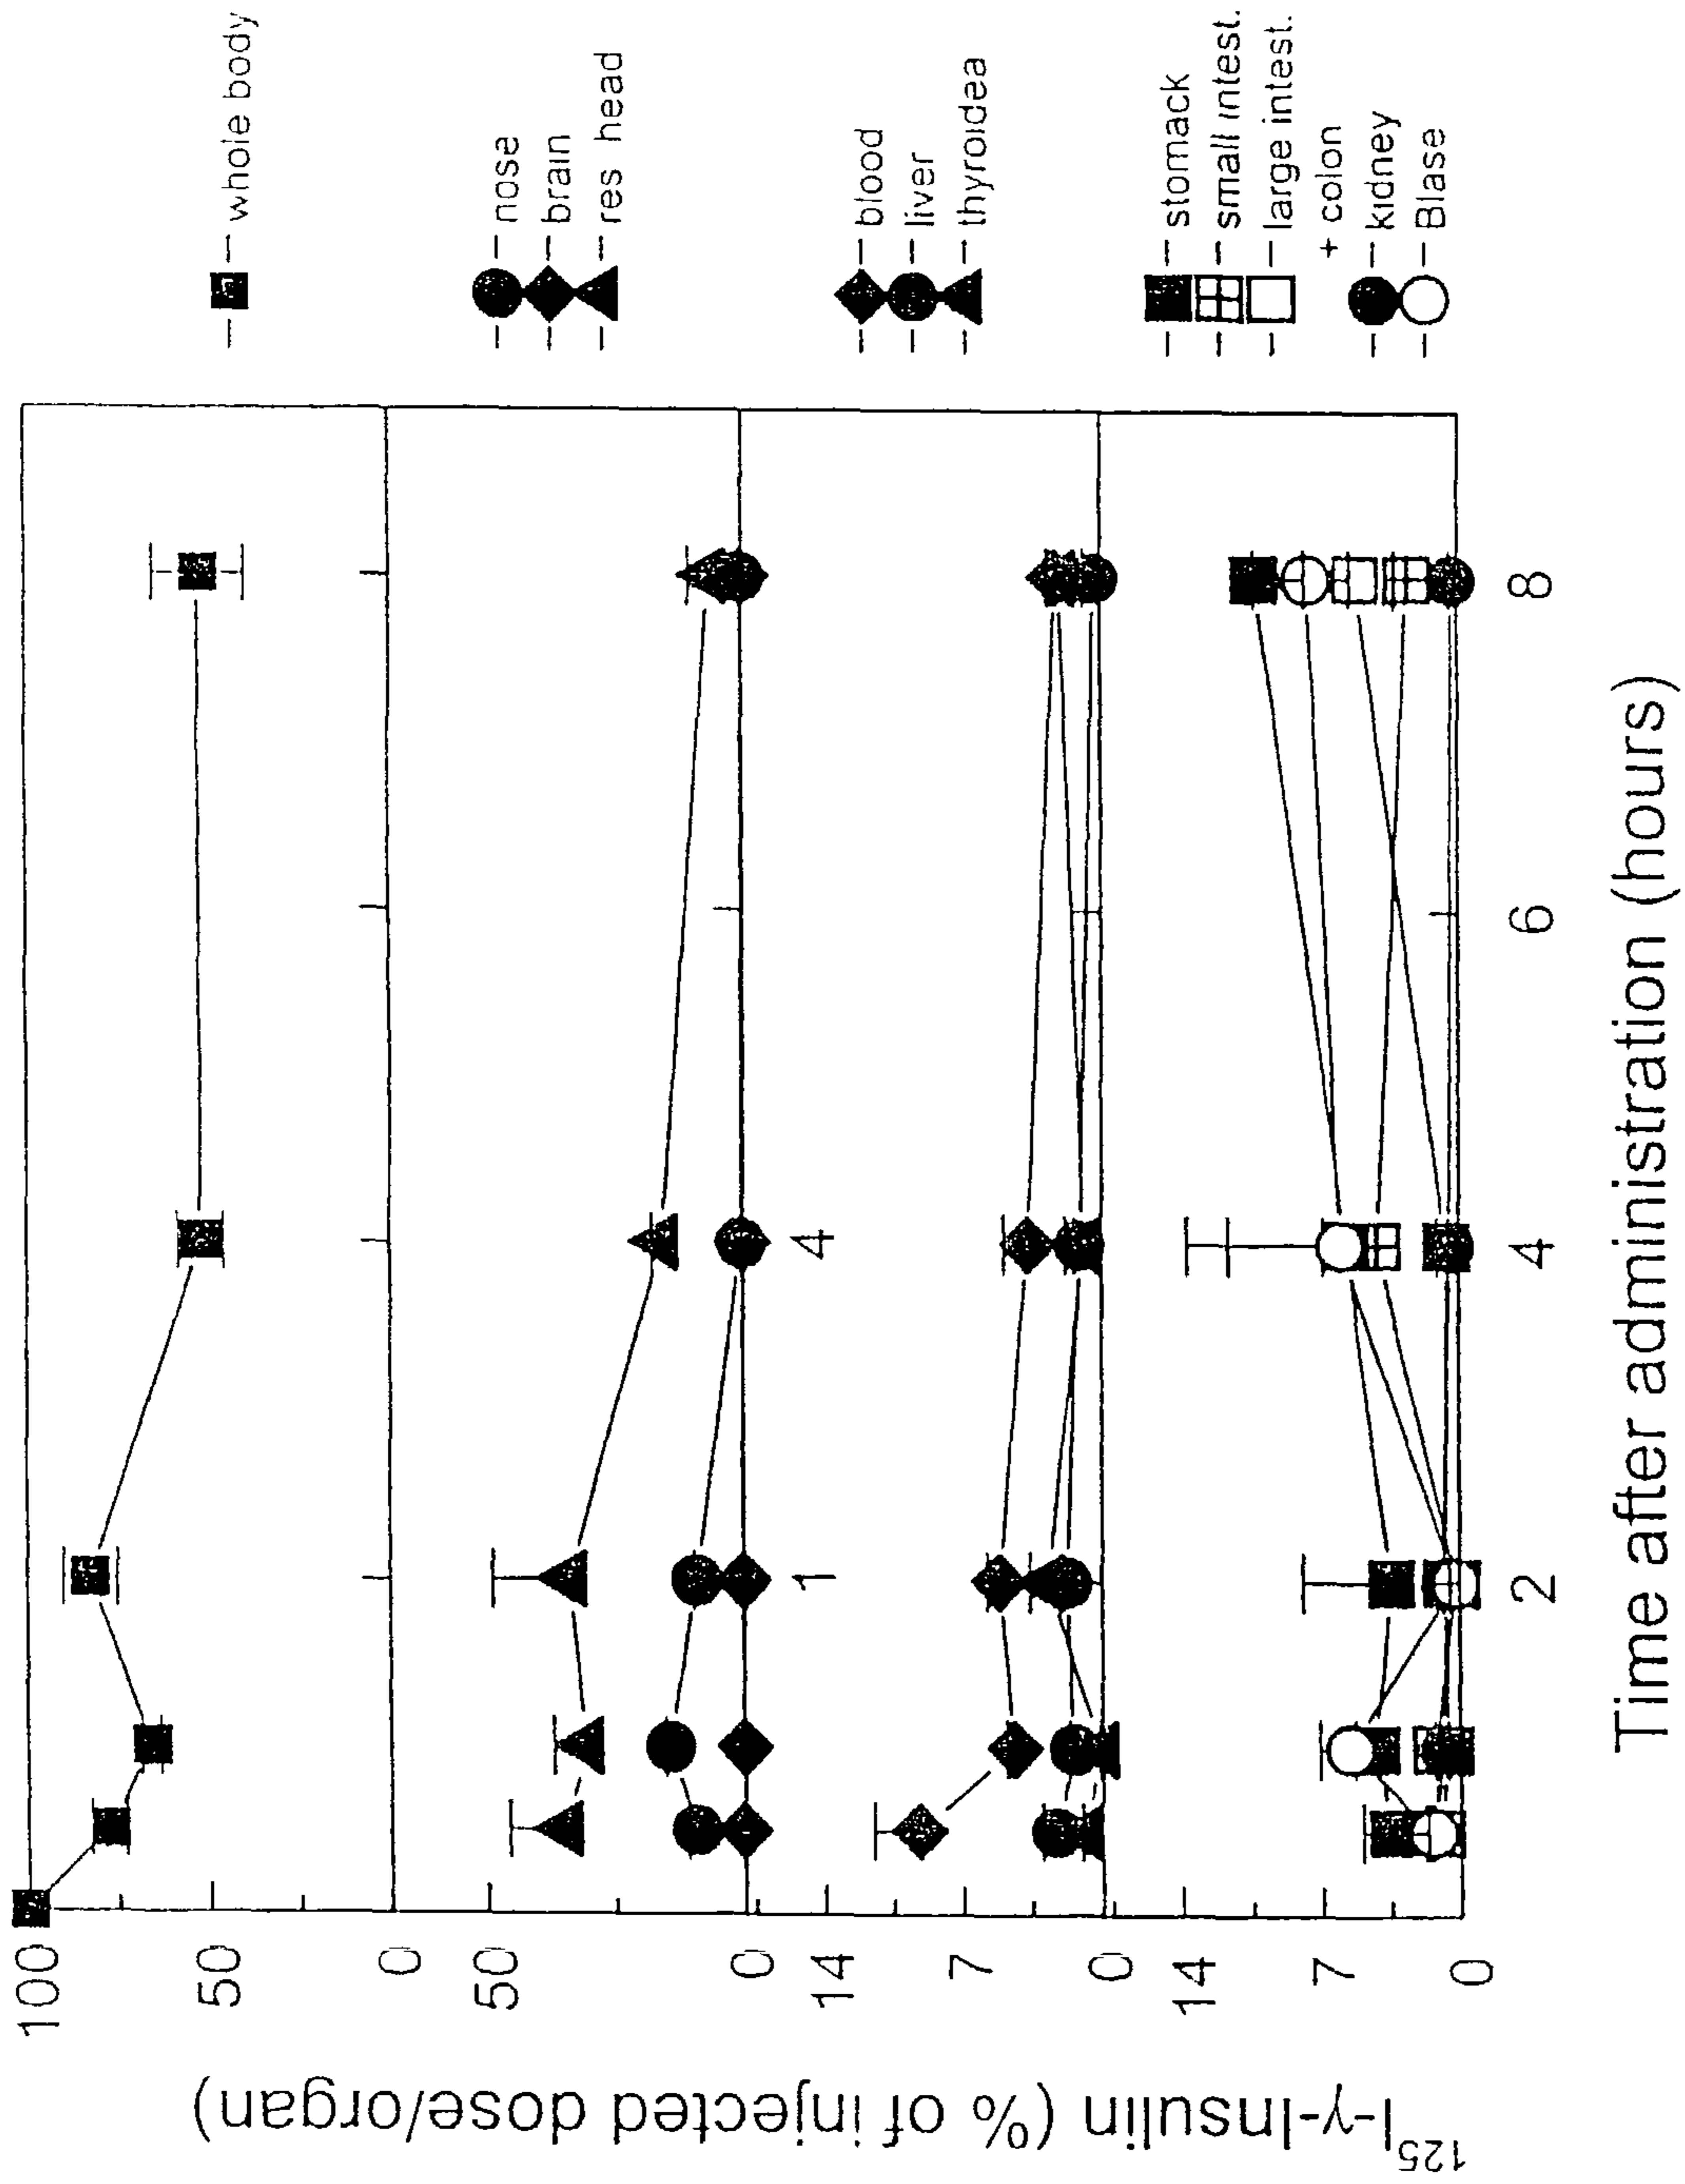 ¹²⁵I-γ-Insulin (% of injected dose/organ)
100
50
0
50
0
14
7
0
14
7
0
1
4
2
4
6
8
Time after administration (hours)
whole body
nose
brain
res head
blood
liver
thyroidea
stomack
small intest.
large intest.
+ colon
kidney
Blase